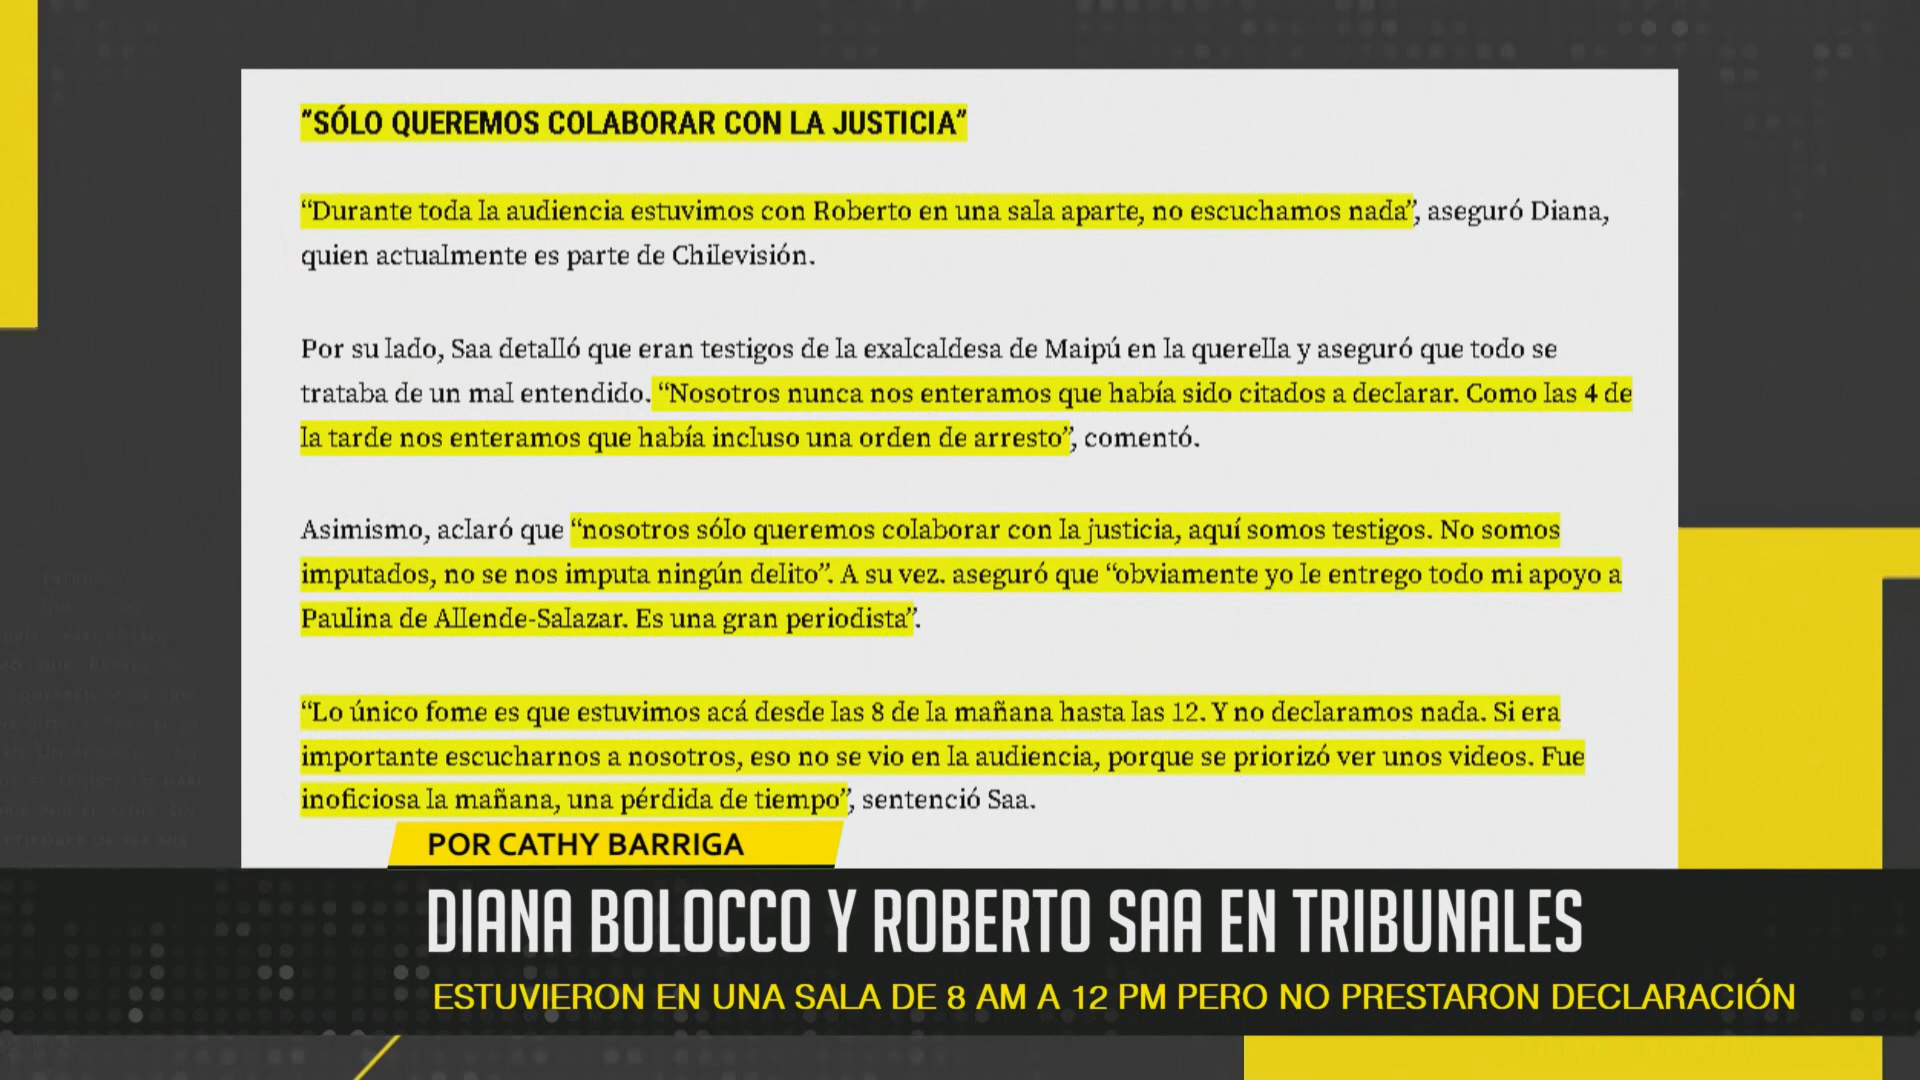 "SÓLO QUEREMOS COLABORAR CON LA JUSTICIA"
“Durante toda la audiencia estuvimos con Roberto en una sala aparte, no escuchamos nada”, aseguró Diana,
quien actualmente es parte de Chilevisión.
Por su lado, Saa detalló que eran testigos de la exalcaldesa de Maipú en la querella y aseguró que todo se
trataba de un mal entendido. “Nosotros nunca nos enteramos que había sido citados a declarar. Como las 4 de
la tarde nos enteramos que había incluso una orden de arresto”, comentó.
Asimismo, aclaró que “nosotros sólo queremos colaborar con la justicia, aquí somos testigos. No somos
imputados, no se nos imputa ningún delito”. A su vez. aseguró que “obviamente yo le entrego todo mi apoyo a
Paulina de Allende-Salazar. Es una gran periodista”.
“Lo único fome es que estuvimos acá desde las 8 de la mañana hasta las 12. Y no declaramos nada. Si era
importante escucharnos a nosotros, eso no se vio en la audiencia, porque se priorizó ver unos videos. Fue
inoficiosa la mañana, una pérdida de tiempo”, sentenció Saa.
POR CATHY BARRIGA
DIANA BOLOCCO Y ROBERTO SAA EN TRIBUNALES
ESTUVIERON EN UNA SALA DE 8 AM A 12 PM PERO NO PRESTARON DECLARACIÓN